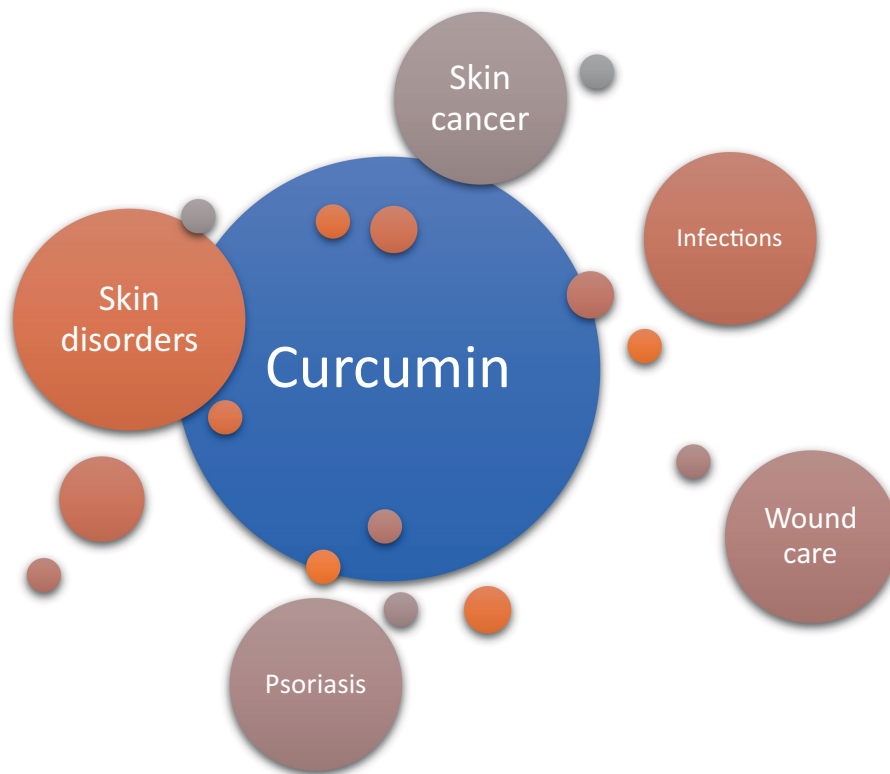 Skin
cancer
Infections
Skin
disorders
Curcumin
Wound
care
Psoriasis